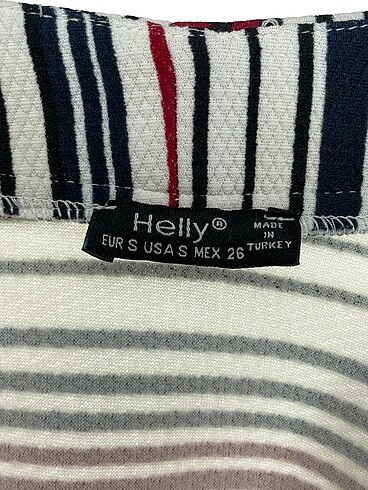 Helly®
EUR S USA S MEX 26
MADE
IN
TURKEY